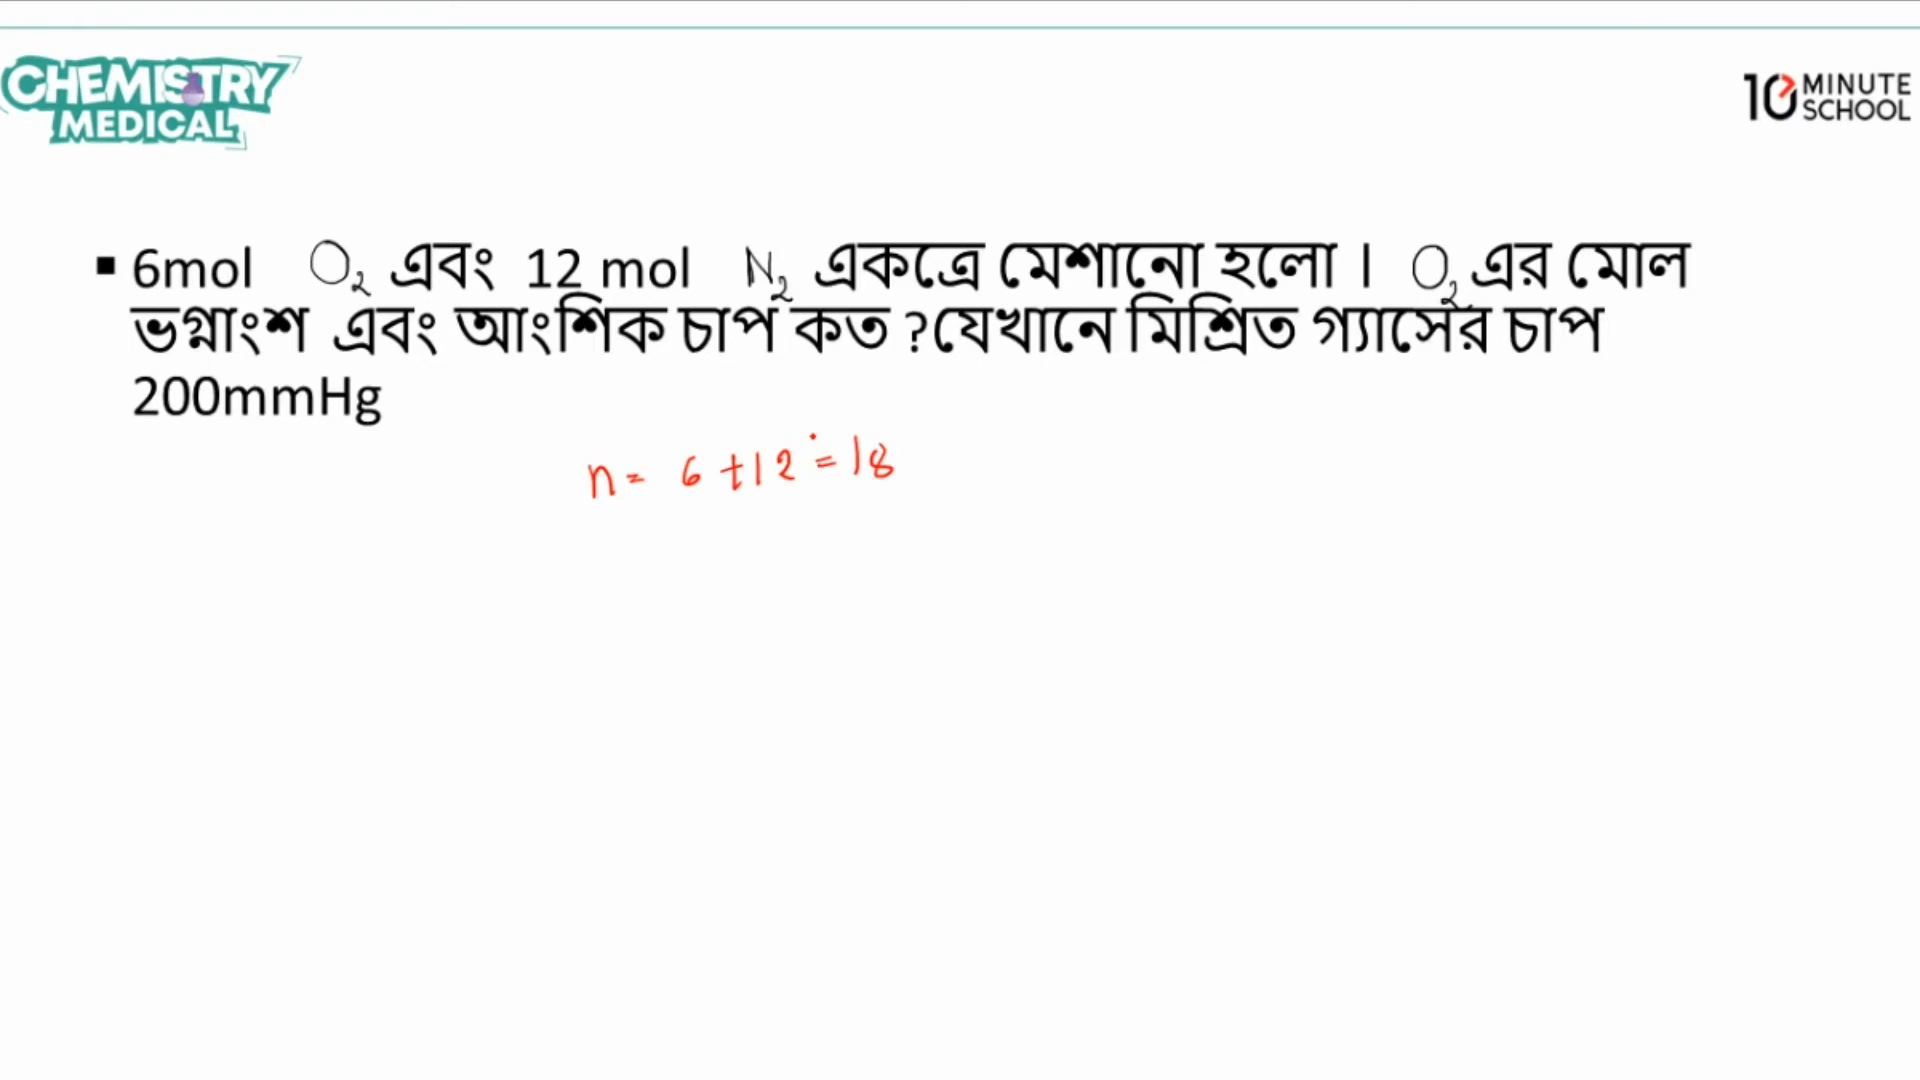 CHEMISTRY
MEDICAL
10 MINUTE
SCHOOL
▪ 6mol O₂ এবং 12 mol N₂ একত্রে মেশানো হলো । O₂ এর মোল
ভগ্নাংশ এবং আংশিক চাপ কত ?যেখানে মিশ্রিত গ্যাসের চাপ
200mmHg
n = 6 +12 = 18